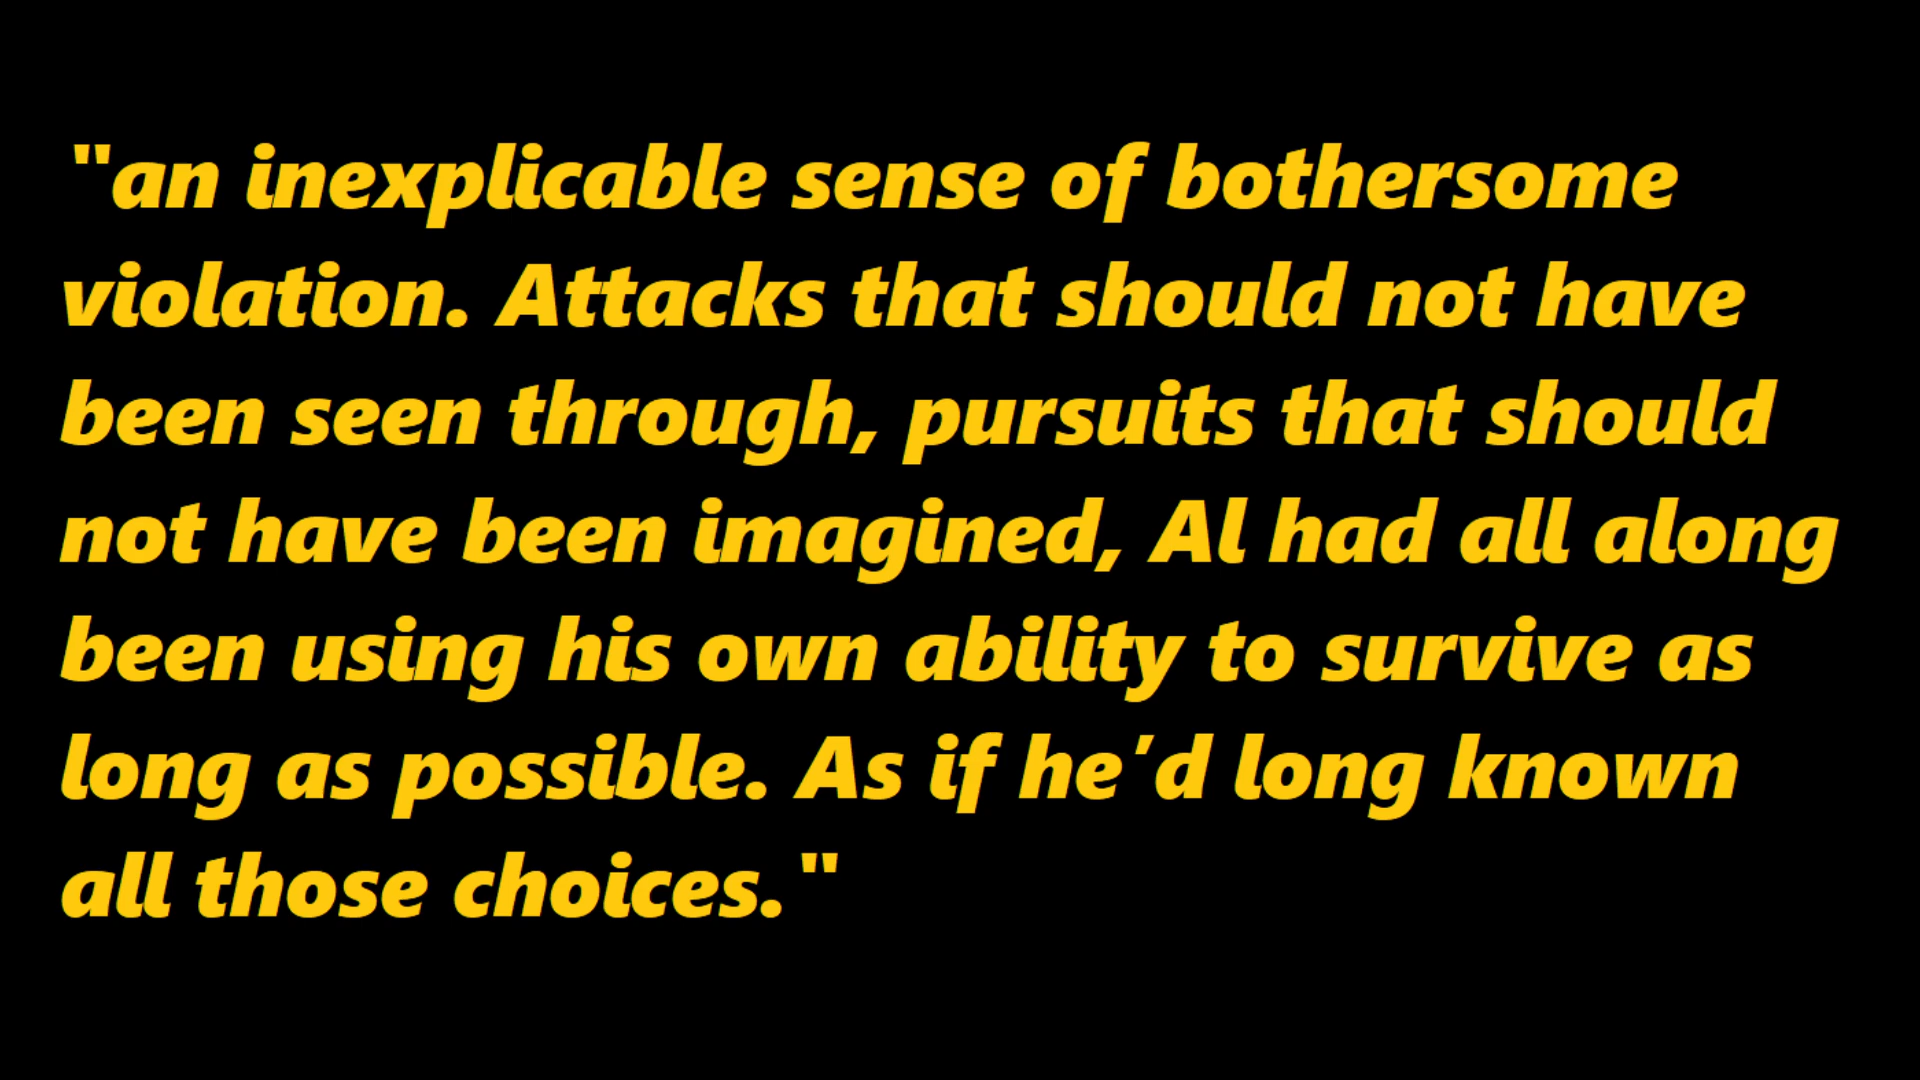 "an inexplicable sense of bothersome
violation. Attacks that should not have
been seen through, pursuits that should
not have been imagined, Al had all along
been using his own ability to survive as
long as possible. As if he’d long known
all those choices."